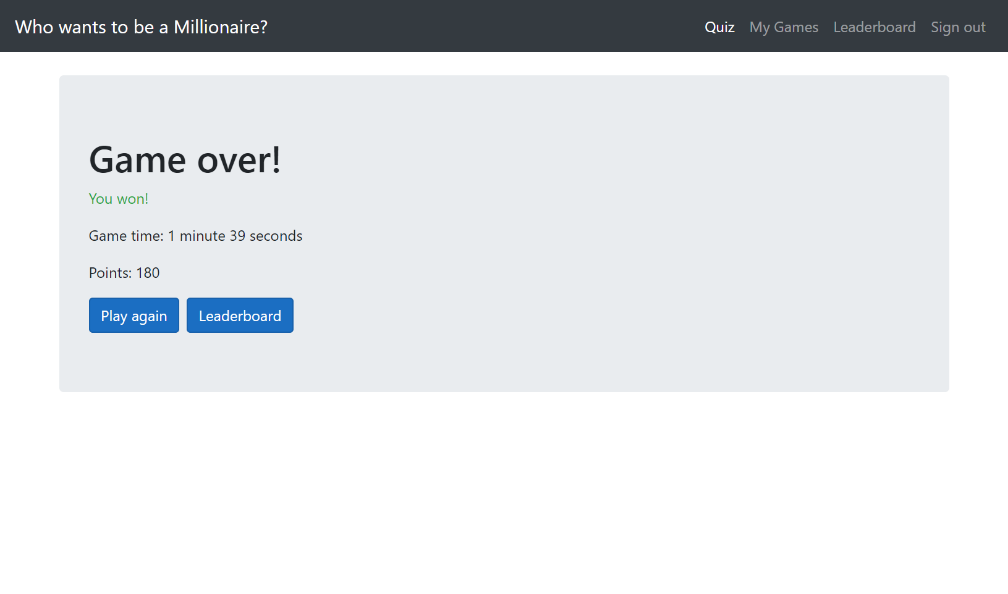 Who wants to be a Millionaire? Quiz My Games Leaderboard Sign out
Game over!
You won!
Game time: 1 minute 39 seconds
Points: 180
Play again Leaderboard